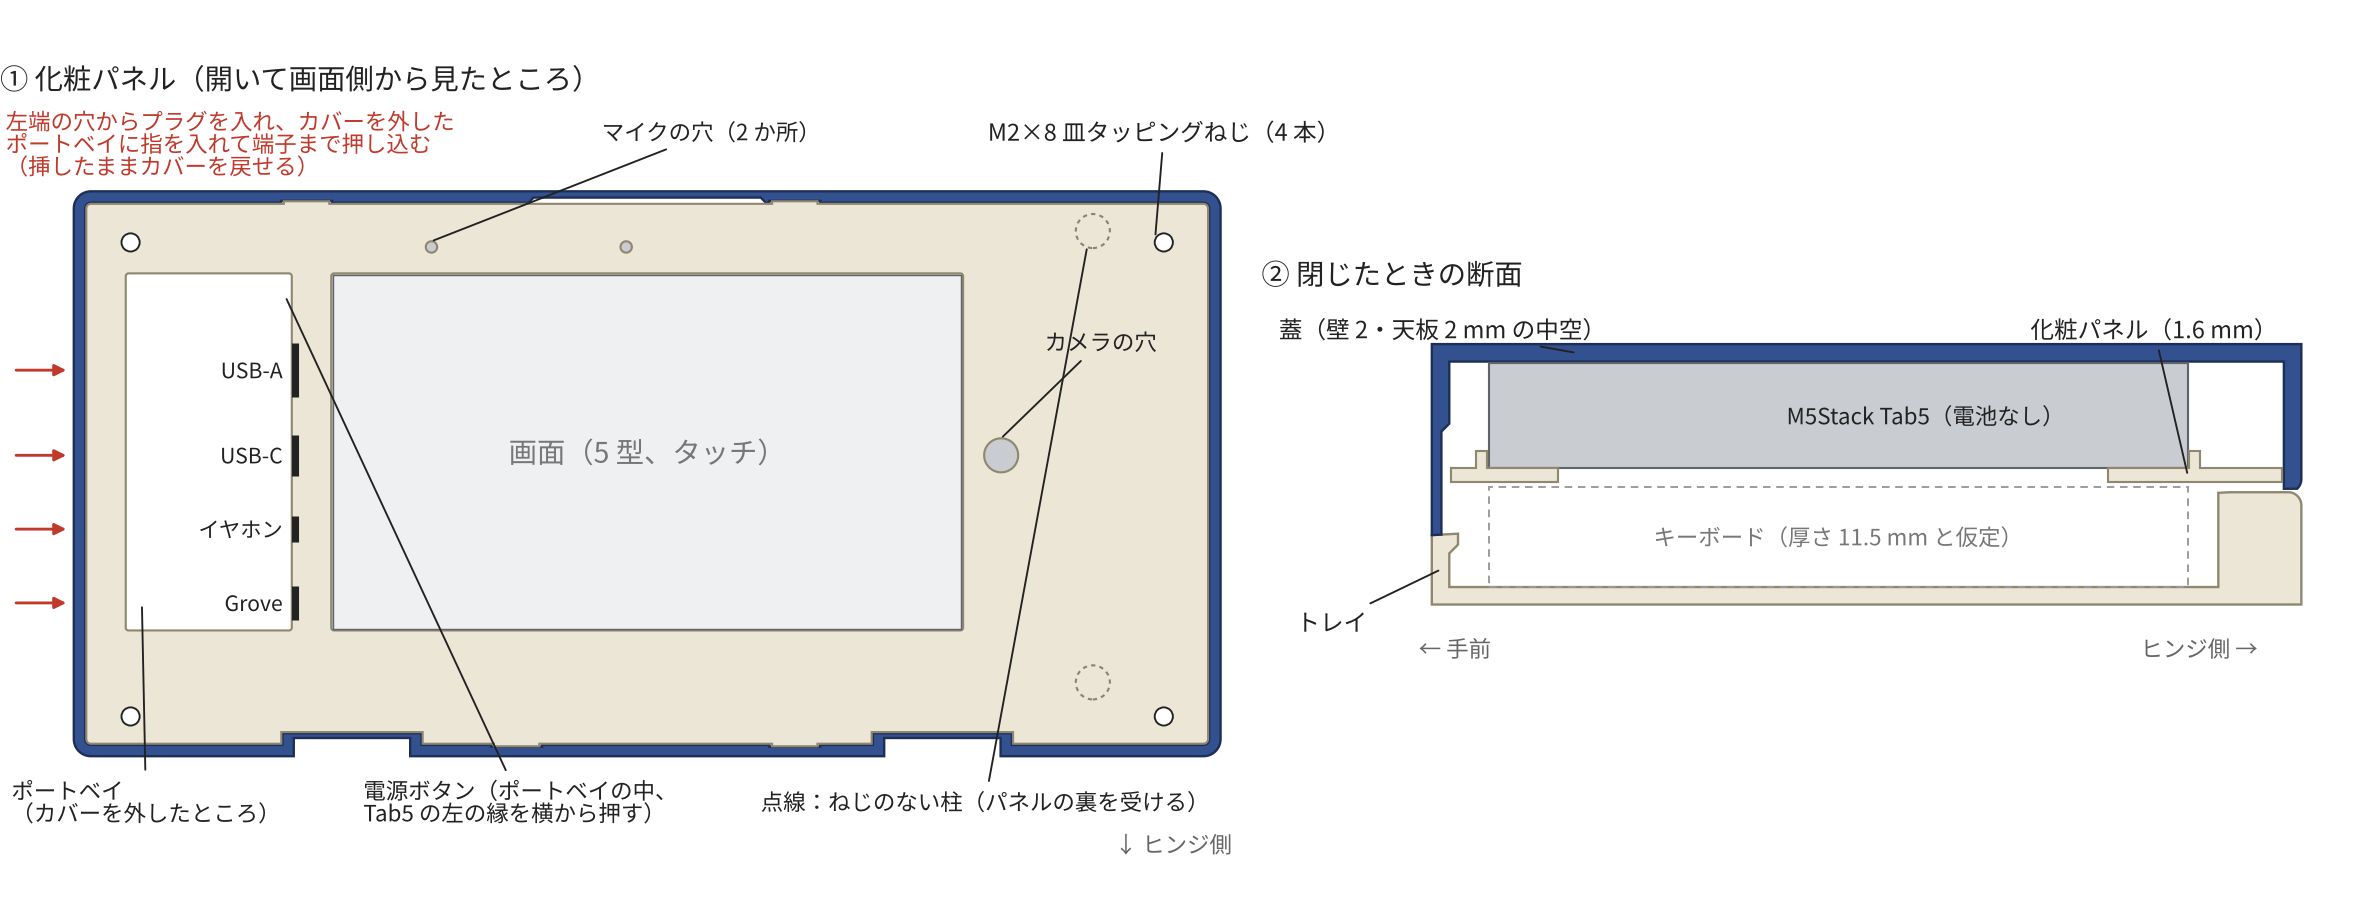 ① 化粧パネル（開いて画面側から見たところ）
左端の穴からプラグを入れ、カバーを外した
ポートベイに指を入れて端子まで押し込む
（挿したままカバーを戻せる）
マイクの穴（2 か所）
M2×8 皿タッピングねじ（4 本）
USB-A
USB-C
イヤホン
Grove
画面（5 型、タッチ）
カメラの穴
ポートベイ
（カバーを外したところ）
電源ボタン（ポートベイの中、
Tab5 の左の縁を横から押す）
点線：ねじのない柱（パネルの裏を受ける）
↓ ヒンジ側
② 閉じたときの断面
蓋（壁 2・天板 2 mm の中空）
化粧パネル（1.6 mm）
M5Stack Tab5（電池なし）
キーボード（厚さ 11.5 mm と仮定）
トレイ
← 手前
ヒンジ側 →